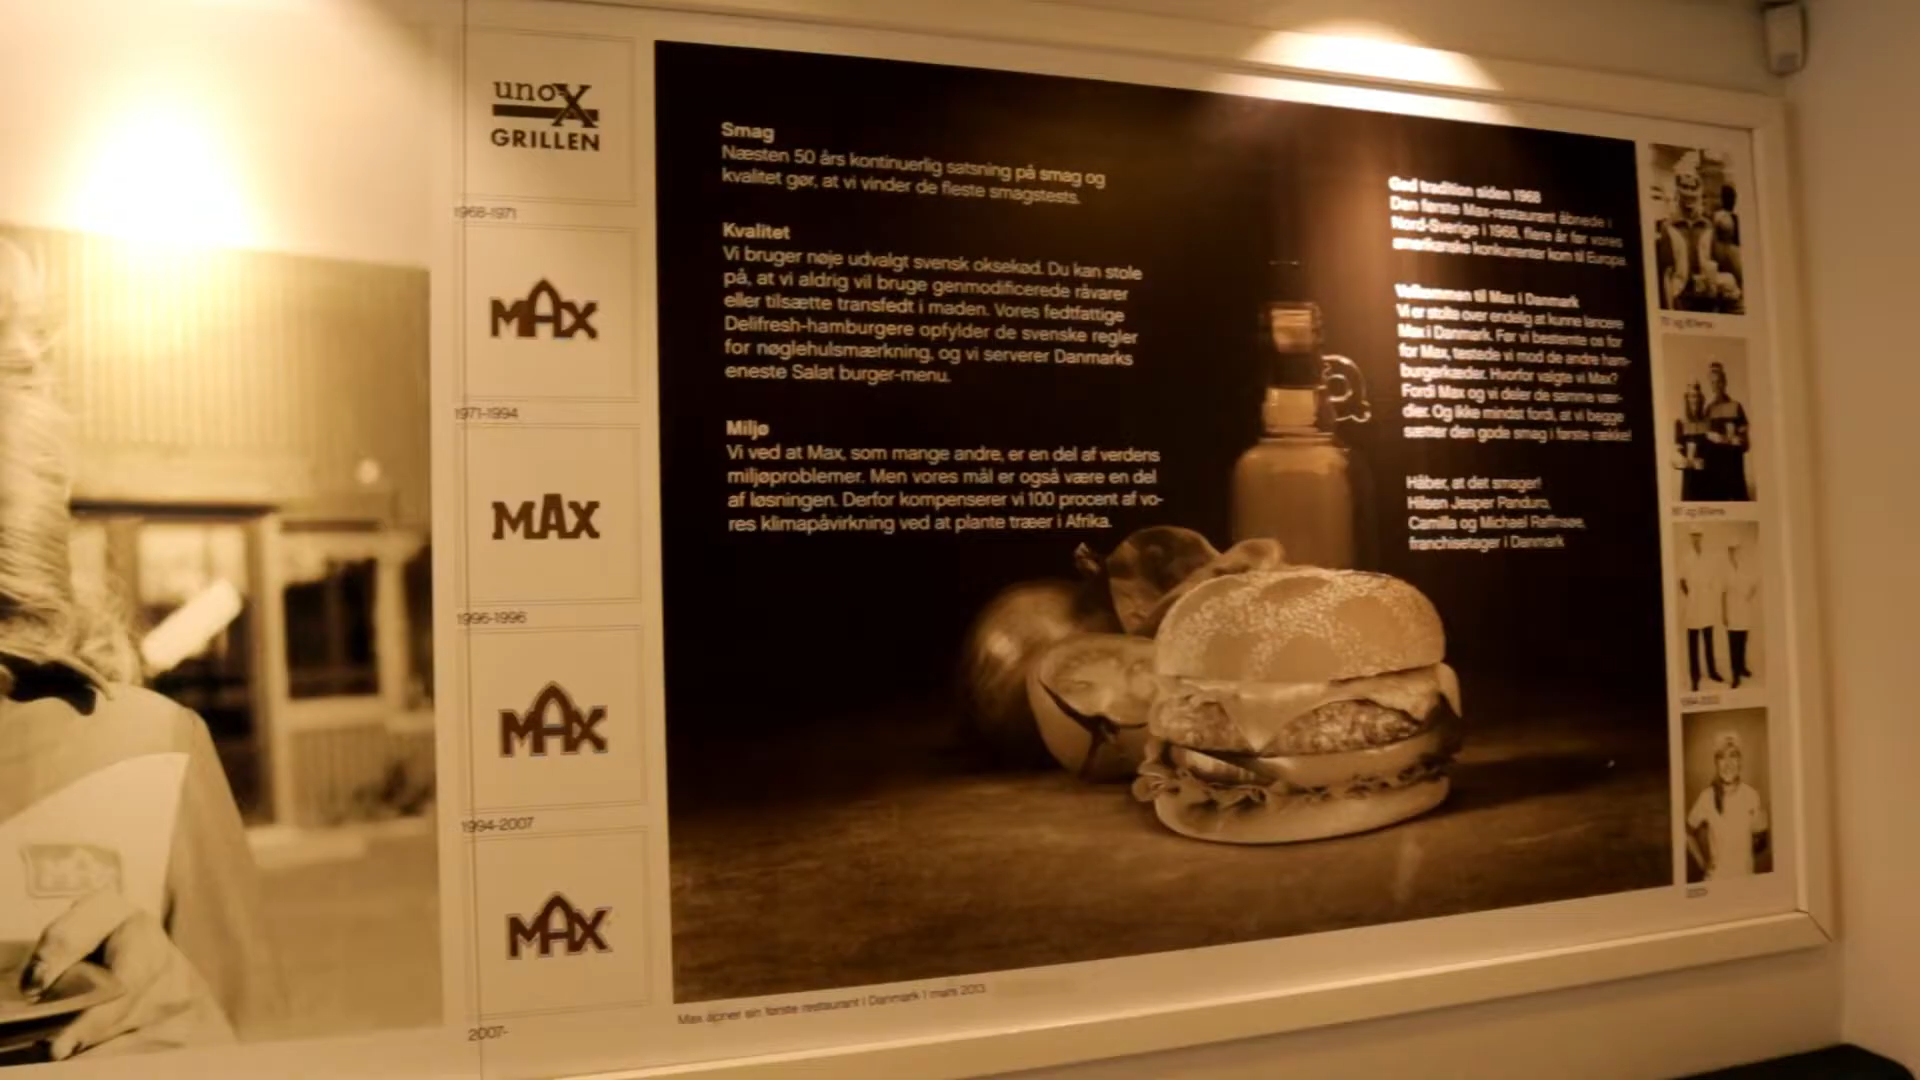 unoX
GRILLEN
1968-1971
MAX
1971-1994
MAX
1996-1996
MAX
1994-2007
MAX
2007-
Smag
Næsten 50 års kontinuerlig satsning på smag og
kvalitet gør, at vi vinder de fleste smagstests.
Kvalitet
Vi bruger nøje udvalgt svensk oksekød. Du kan stole
på, at vi aldrig vil bruge genmodificerede råvarer
eller tilsætte transfedt i maden. Vores fedtfattige
Delifresh-hamburgere opfylder de svenske regler
for nøglehulsmærkning, og vi serverer Danmarks
eneste Salat burger-menu.
Miljø
Vi ved at Max, som mange andre, er en del af verdens
miljøproblemer. Men vores mål er også være en del
af løsningen. Derfor kompenserer vi 100 procent af vo-
res klimapåvirkning ved at plante træer i Afrika.
God tradition siden 1968
Den første Max-restaurant åbnede i
Nord-Sverige i 1968, flere år før vores
amerikanske konkurrenter kom til Europa.
Velkommen til Max i Danmark
Vi er stolte over endelig at kunne lancere
Max i Danmark. Før vi bestemte os for
for Max, testede vi mod de andre ham-
burgerkæder. Hvorfor valgte vi Max?
Fordi Max og vi deler de samme vær-
dier. Og ikke mindst fordi, at vi begge
sætter den gode smag i første række!
Håber, at det smager!
Hilsen Jesper Panduro,
Camilla og Michael Raffnsøe,
franchisetager i Danmark
Max åpner sin første restaurant i Danmark 1 mars 2013